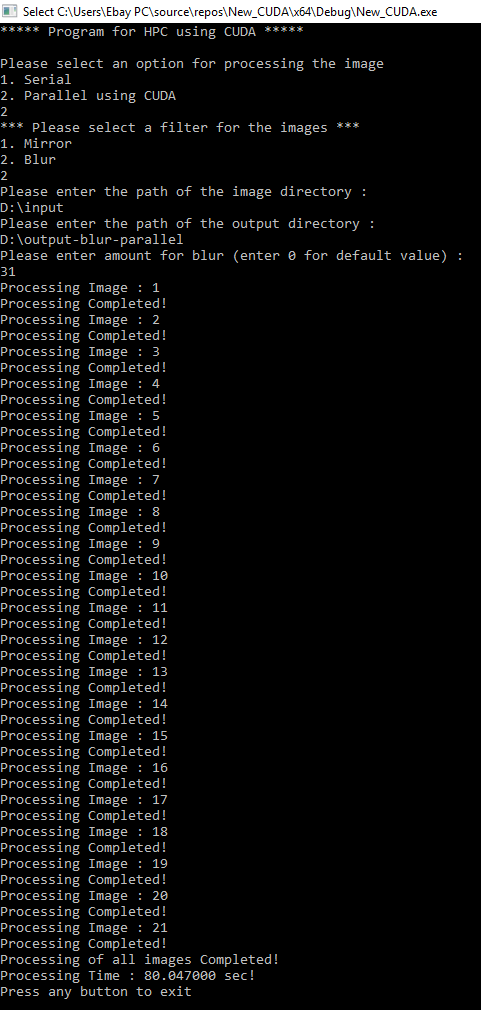 Select C:\Users\Ebay PC\source\repos\New_CUDA\x64\Debug\New_CUDA.exe
***** Program for HPC using CUDA *****
Please select an option for processing the image
1. Serial
2. Parallel using CUDA
2
*** Please select a filter for the images ***
1. Mirror
2. Blur
2
Please enter the path of the image directory :
D:\input
Please enter the path of the output directory :
D:\output-blur-parallel
Please enter amount for blur (enter 0 for default value) :
31
Processing Image : 1
Processing Completed!
Processing Image : 2
Processing Completed!
Processing Image : 3
Processing Completed!
Processing Image : 4
Processing Completed!
Processing Image : 5
Processing Completed!
Processing Image : 6
Processing Completed!
Processing Image : 7
Processing Completed!
Processing Image : 8
Processing Completed!
Processing Image : 9
Processing Completed!
Processing Image : 10
Processing Completed!
Processing Image : 11
Processing Completed!
Processing Image : 12
Processing Completed!
Processing Image : 13
Processing Completed!
Processing Image : 14
Processing Completed!
Processing Image : 15
Processing Completed!
Processing Image : 16
Processing Completed!
Processing Image : 17
Processing Completed!
Processing Image : 18
Processing Completed!
Processing Image : 19
Processing Completed!
Processing Image : 20
Processing Completed!
Processing Image : 21
Processing Completed!
Processing of all images Completed!
Processing Time : 80.047000 sec!
Press any button to exit